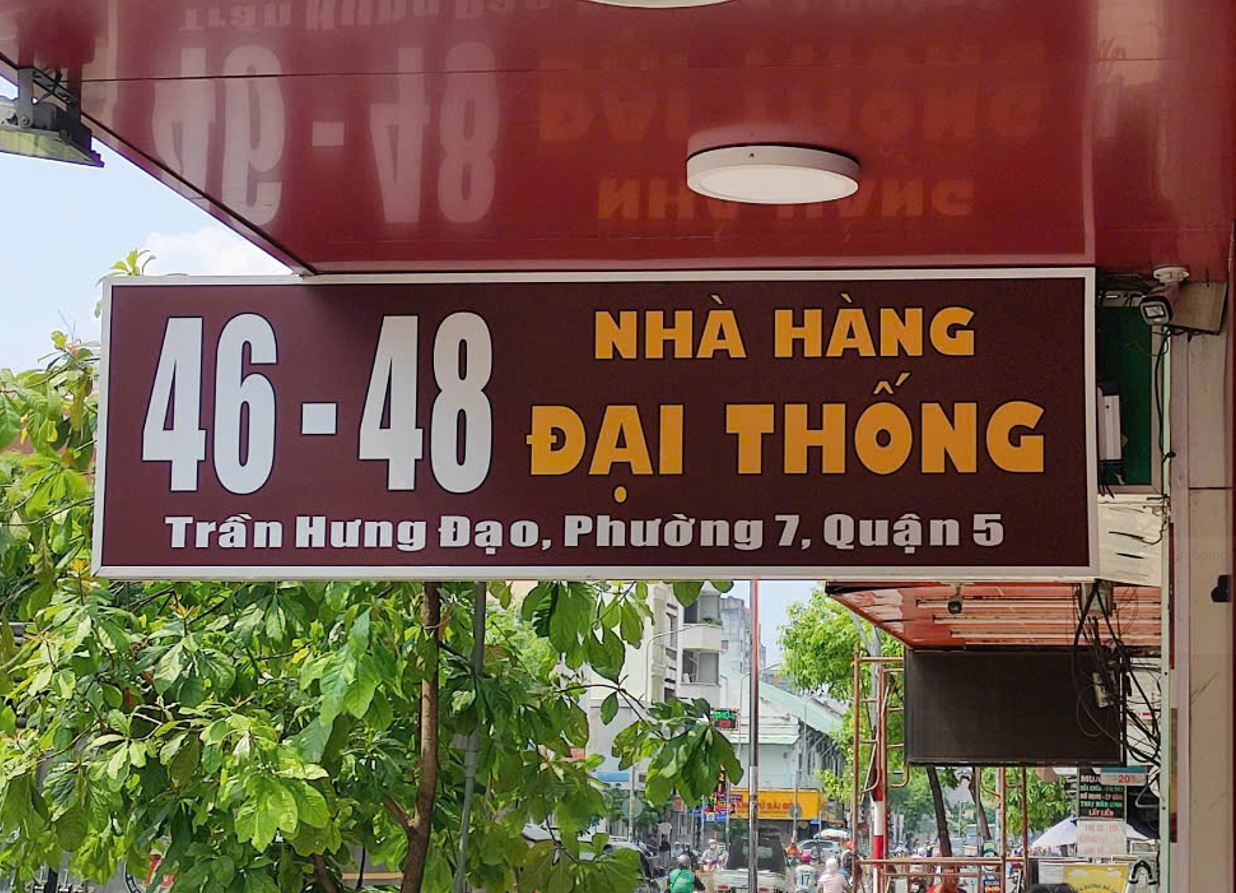 46 - 48
NHÀ HÀNG
ĐẠI THỐNG
Trần Hưng Đạo, Phường 7, Quận 5